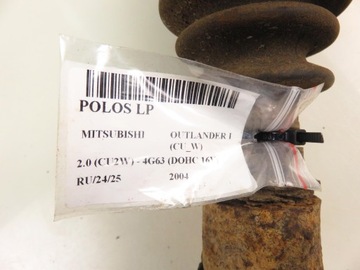 POLOS LP
MITSUBISHI OUTLANDER I
(CU_W)
2.0 (CU2W) - 4G63 (DOHC 16V
RU/24/25 2004